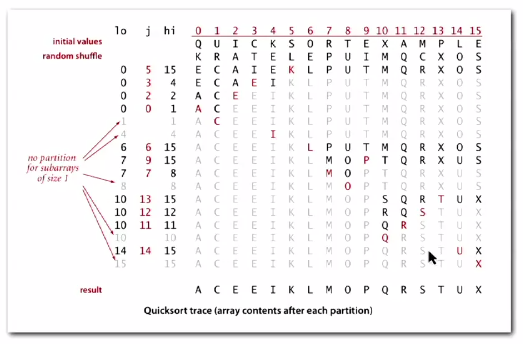 lo j hi 0 1 2 3 4 5 6 7 8 9 10 11 12 13 14 15
initial values Q U I C K S O R T E X A M P L E
random shuffle K R A T E L E P U I M Q C X O S
0 5 15 E C A I E K L P U T M Q R X O S
0 3 4 E C A E I K L P U T M Q R X O S
0 2 2 A C E E I K L P U T M Q R X O S
0 0 1 A C E E I K L P U T M Q R X O S
1 1 A C E E I K L P U T M Q R X O S
4 4 A C E E I K L P U T M Q R X O S
6 6 15 A C E E I K L P U T M Q R X O S
no partition
for subarrays
of size 1
7 9 15 A C E E I K L M O P T Q R X U S
7 7 8 A C E E I K L M O P T Q R X U S
8 8 A C E E I K L M O P T Q R X U S
10 13 15 A C E E I K L M O P S Q R T U X
10 12 12 A C E E I K L M O P R Q S T U X
10 11 11 A C E E I K L M O P Q R S T U X
10 10 A C E E I K L M O P Q R S T U X
14 14 15 A C E E I K L M O P Q R S T U X
15 15 A C E E I K L M O P Q R S T U X
result A C E E I K L M O P Q R S T U X
Quicksort trace (array contents after each partition)